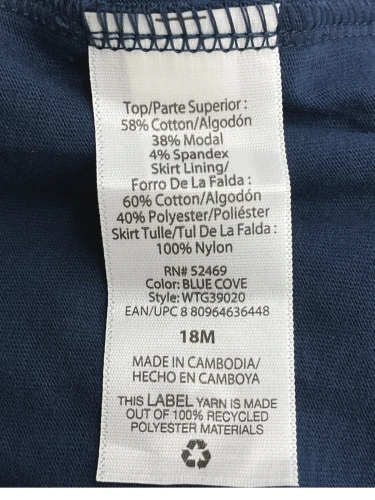 Top/Parte Superior :
58% Cotton/Algodón
38% Modal
4% Spandex
Skirt Lining/
Forro De La Falda :
60% Cotton/Algodón
40% Polyester/Poliéster
Skirt Tulle/Tul De La Falda :
100% Nylon
RN# 52469
Color: BLUE COVE
Style: WTG39020
EAN/UPC 8 80964636448
18M
MADE IN CAMBODIA/
HECHO EN CAMBOYA
THIS LABEL YARN IS MADE
OUT OF 100% RECYCLED
POLYESTER MATERIALS